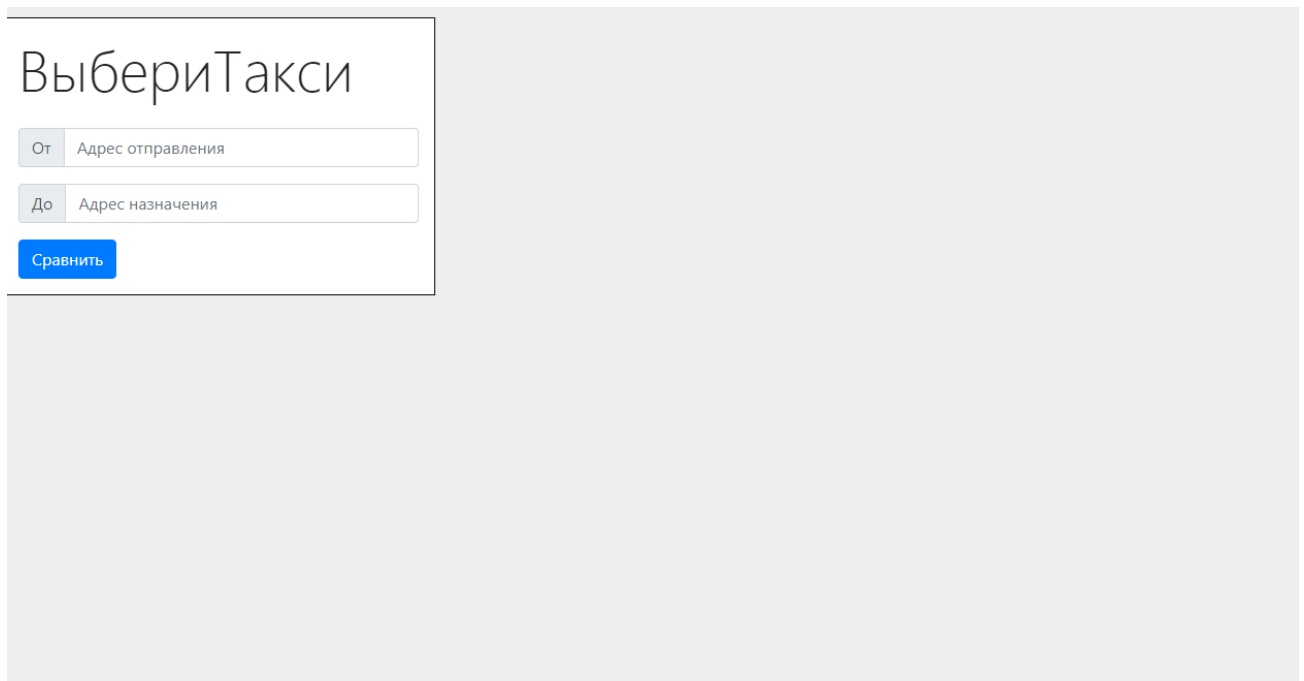 ВыбериТакси
От Адрес отправления
До Адрес назначения
Сравнить